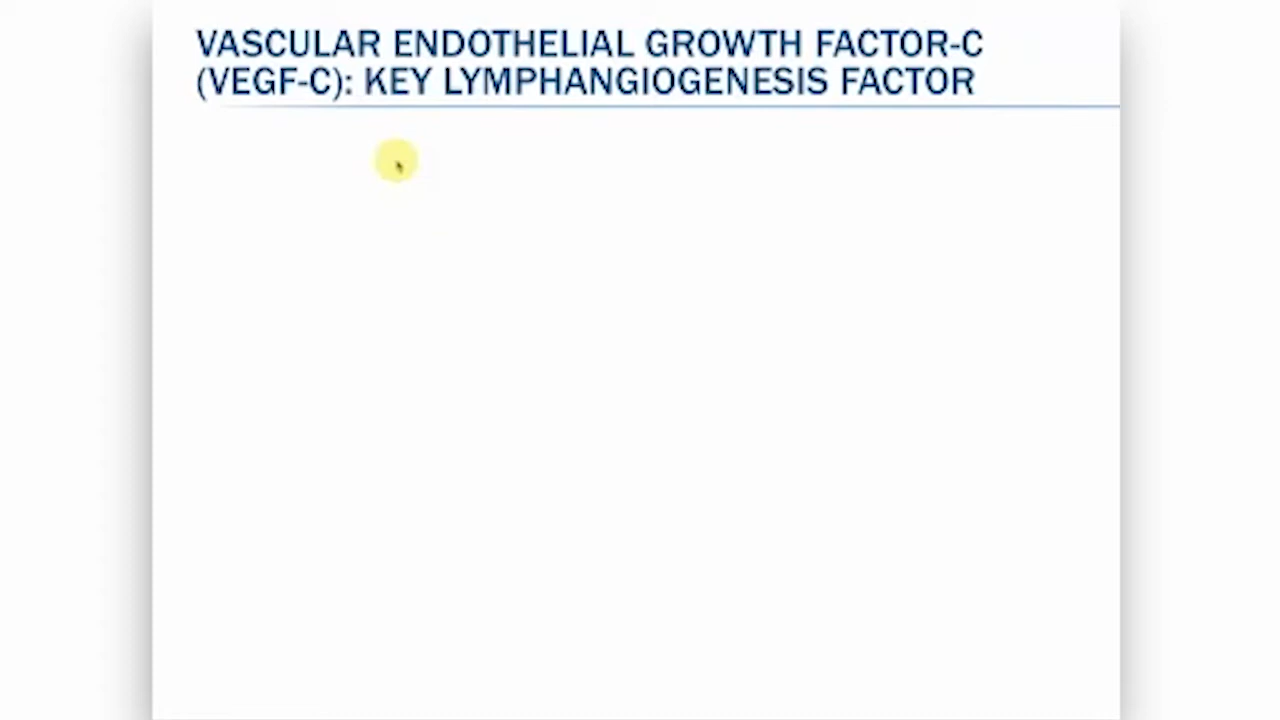 VASCULAR ENDOTHELIAL GROWTH FACTOR-C
(VEGF-C): KEY LYMPHANGIOGENESIS FACTOR